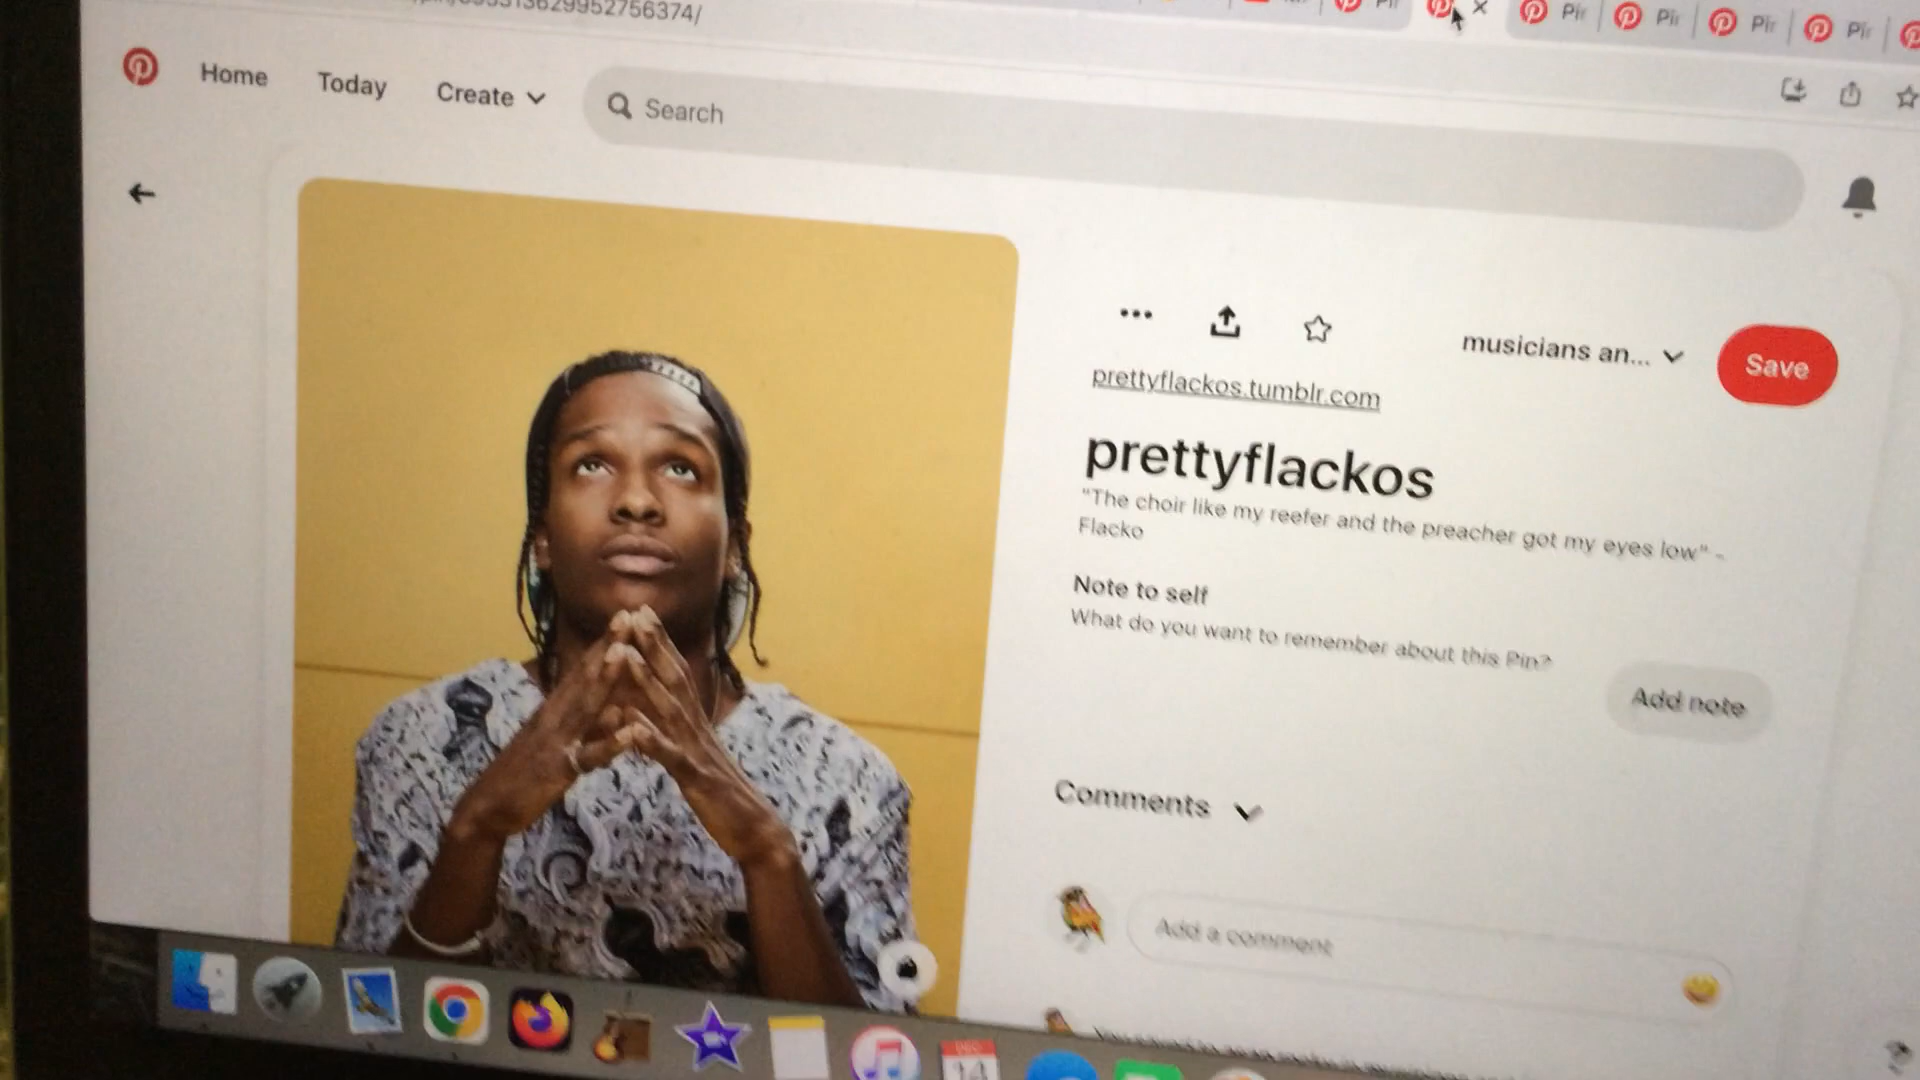 Home Today Create Search
musicians an... Save
prettyflackos.tumblr.com
prettyflackos
"The choir like my reefer and the preacher got my eyes low" -
Flacko
Note to self
What do you want to remember about this Pin?
Add note
Comments
Add a comment
DEC
14